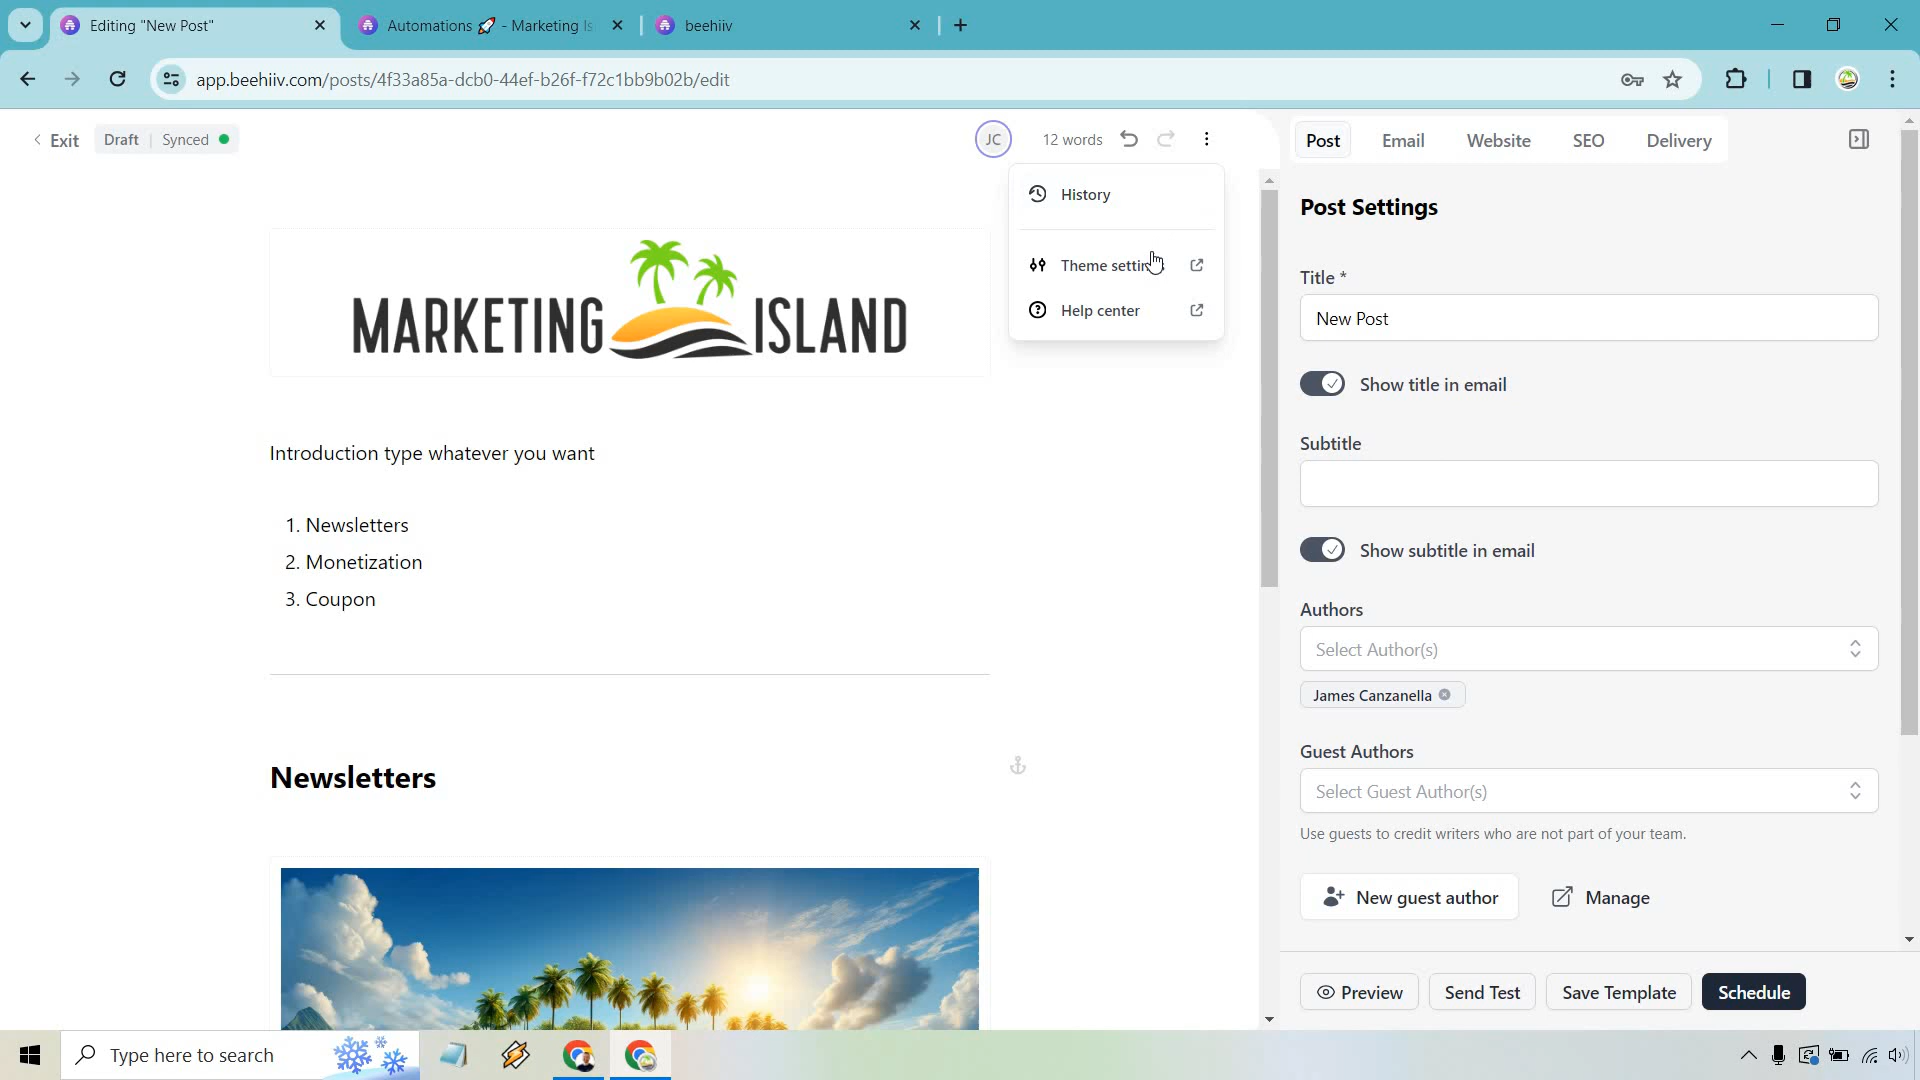 Editing "New Post"
Automations 🚀 - Marketing Is
beehiiv
app.beehiiv.com/posts/4f33a85a-dcb0-44ef-b26f-f72c1bb9b02b/edit
Exit
Draft | Synced
JC
12 words
Post
Email
Website
SEO
Delivery
History
Theme settin
Help center
MARKETING ISLAND
Introduction type whatever you want
1. Newsletters
2. Monetization
3. Coupon
Newsletters
Post Settings
Title *
New Post
Show title in email
Subtitle
Show subtitle in email
Authors
Select Author(s)
James Canzanella
Guest Authors
Select Guest Author(s)
Use guests to credit writers who are not part of your team.
New guest author
Manage
Preview
Send Test
Save Template
Schedule
Type here to search